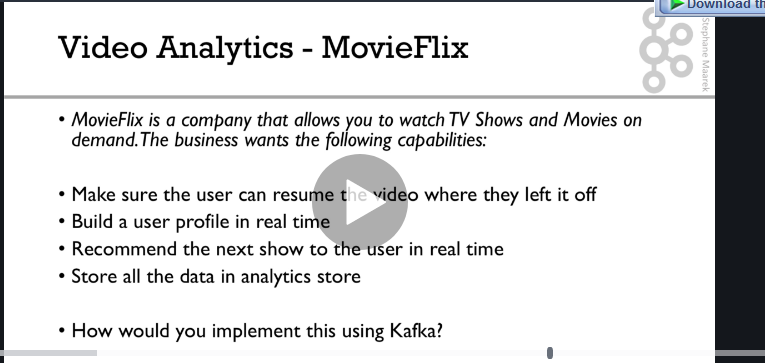 Download th
Video Analytics - MovieFlix
Stephane Maarek
• MovieFlix is a company that allows you to watch TV Shows and Movies on
demand.The business wants the following capabilities:
• Make sure the user can resume the video where they left it off
• Build a user profile in real time
• Recommend the next show to the user in real time
• Store all the data in analytics store
• How would you implement this using Kafka?